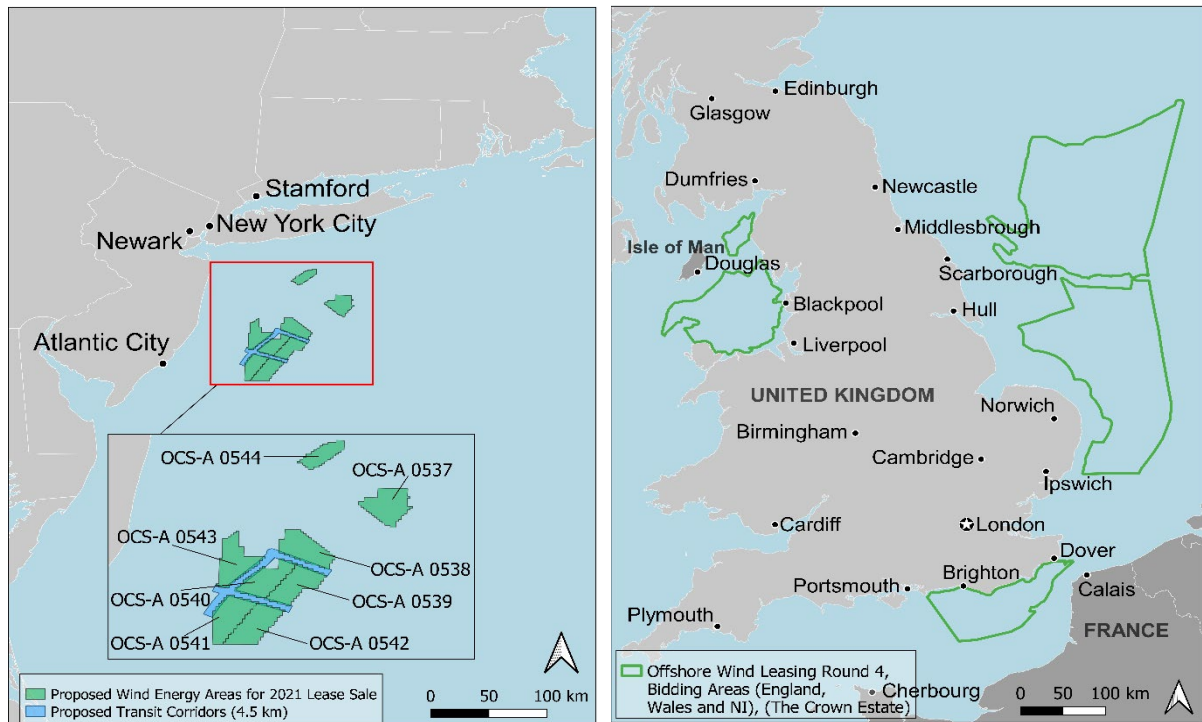 Stamford
New York City
Newark
Atlantic City
OCS-A 0544
OCS-A 0537
OCS-A 0543
OCS-A 0538
OCS-A 0540
OCS-A 0539
OCS-A 0541
OCS-A 0542
Proposed Wind Energy Areas for 2021 Lease Sale
Proposed Transit Corridors (4.5 km)
0 50 100 km
Edinburgh
Glasgow
Dumfries
Newcastle
Middlesbrough
Isle of Man
Douglas
Scarborough
Blackpool
Hull
Liverpool
UNITED KINGDOM
Norwich
Birmingham
Cambridge
Ipswich
Cardiff
London
Dover
Portsmouth
Brighton
Calais
Plymouth
FRANCE
Offshore Wind Leasing Round 4,
Bidding Areas (England,
Wales and NI), (The Crown Estate)
Cherbourg
0 50 100 km